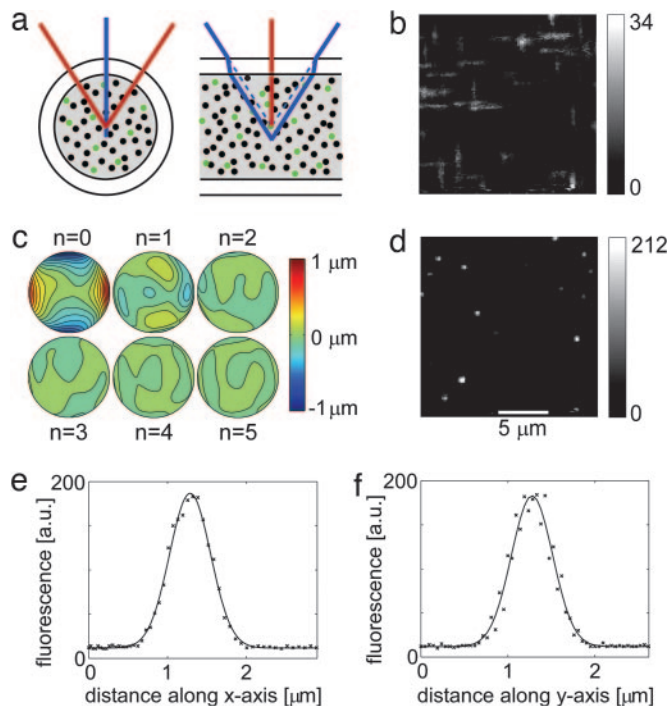 a
b
34
0
c
n=0
n=1
n=2
n=3
n=4
n=5
1 μm
0 μm
-1 μm
d
212
0
5 μm
e
200
100
0
fluorescence [a.u.]
0
1
2
distance along x-axis [μm]
f
200
100
0
fluorescence [a.u.]
0
1
2
distance along y-axis [μm]